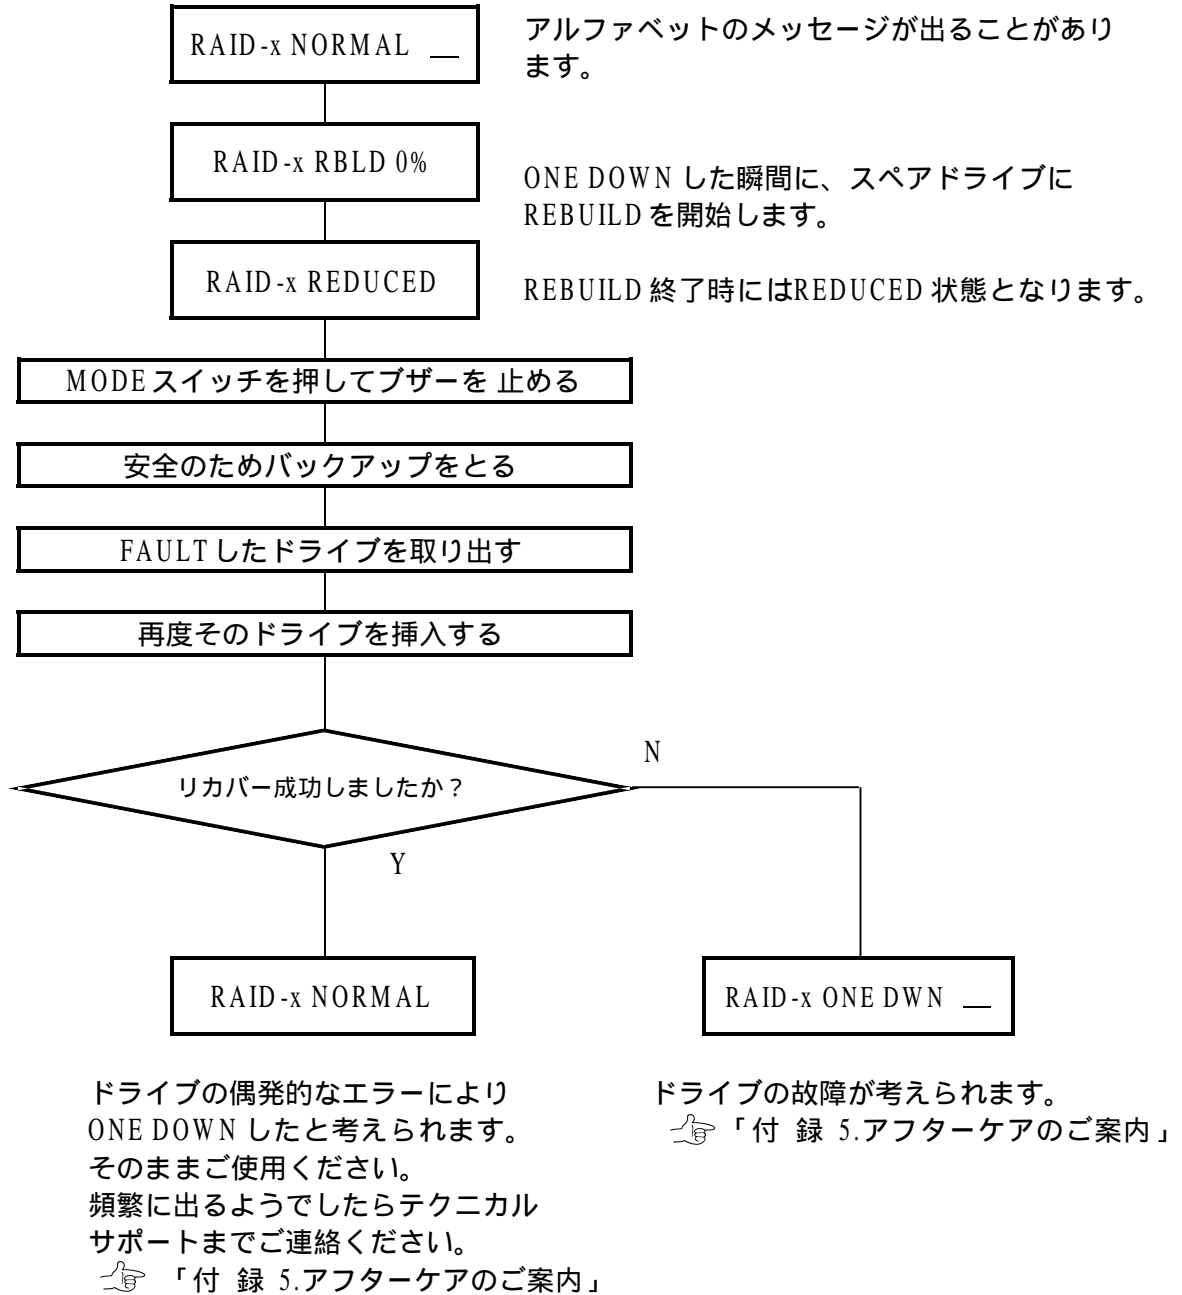 RAID-x NORMAL __
アルファベットのメッセージが出ることがあり
ます。
RAID-x RBLD 0%
ONE DOWN した瞬間に、スペアドライブに
REBUILD を開始します。
RAID-x REDUCED
REBUILD 終了時にはREDUCED 状態となります。
MODEスイッチを押してブザーを 止める
安全のためバックアップをとる
FAULTしたドライブを取り出す
再度そのドライブを挿入する
リカバー成功しましたか？
N
Y
RAID-x NORMAL
RAID-x ONE DWN __
ドライブの偶発的なエラーにより
ONE DOWN したと考えられます。
そのままご使用ください。
頻繁に出るようでしたらテクニカル
サポートまでご連絡ください。
「付 録 5.アフターケアのご案内」
ドライブの故障が考えられます。
「付 録 5.アフターケアのご案内」